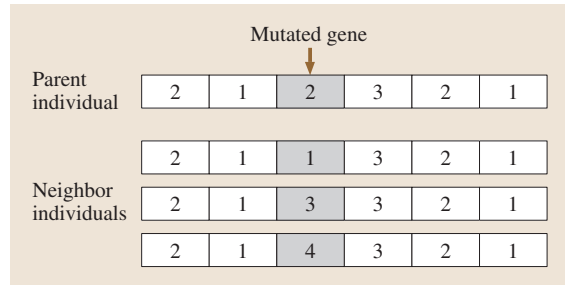 Mutated gene
Parent
individual
2 1 2 3 2 1
2 1 1 3 2 1
Neighbor
individuals
2 1 3 3 2 1
2 1 4 3 2 1